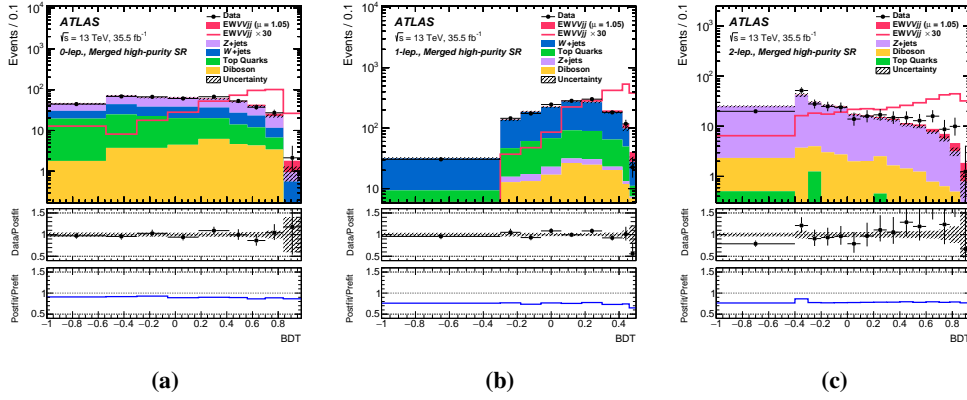 Events / 0.1
10⁴
10³
10²
10
1
ATLAS
√s = 13 TeV, 35.5 fb⁻¹
0-lep., Merged high-purity SR
Data
EWVVjj (μ = 1.05)
EWVVjj ×30
Z+jets
W+jets
Top Quarks
Diboson
Uncertainty
Data/Postfit
1.5
1
0.5
Postfit/Prefit
1.5
1
0.5
−1 −0.8 −0.6 −0.4 −0.2 0 0.2 0.4 0.6 0.8
BDT
(a)
Events / 0.1
10⁴
10³
10²
10
ATLAS
√s = 13 TeV, 35.5 fb⁻¹
1-lep., Merged high-purity SR
Data
EWVVjj (μ = 1.05)
EWVVjj ×30
W+jets
Top Quarks
Z+jets
Diboson
Uncertainty
Data/Postfit
1.5
1
0.5
Postfit/Prefit
1.5
1
0.5
−1 −0.8 −0.6 −0.4 −0.2 0 0.2 0.4
BDT
(b)
Events / 0.1
10³
10²
10
1
ATLAS
√s = 13 TeV, 35.5 fb⁻¹
2-lep., Merged high-purity SR
Data
EWVVjj (μ = 1.05)
EWVVjj ×30
Z+jets
Diboson
Top Quarks
Uncertainty
Data/Postfit
1.5
1
0.5
Postfit/Prefit
1.5
1
0.5
−1 −0.8 −0.6 −0.4 −0.2 0 0.2 0.4 0.6 0.8
BDT
(c)